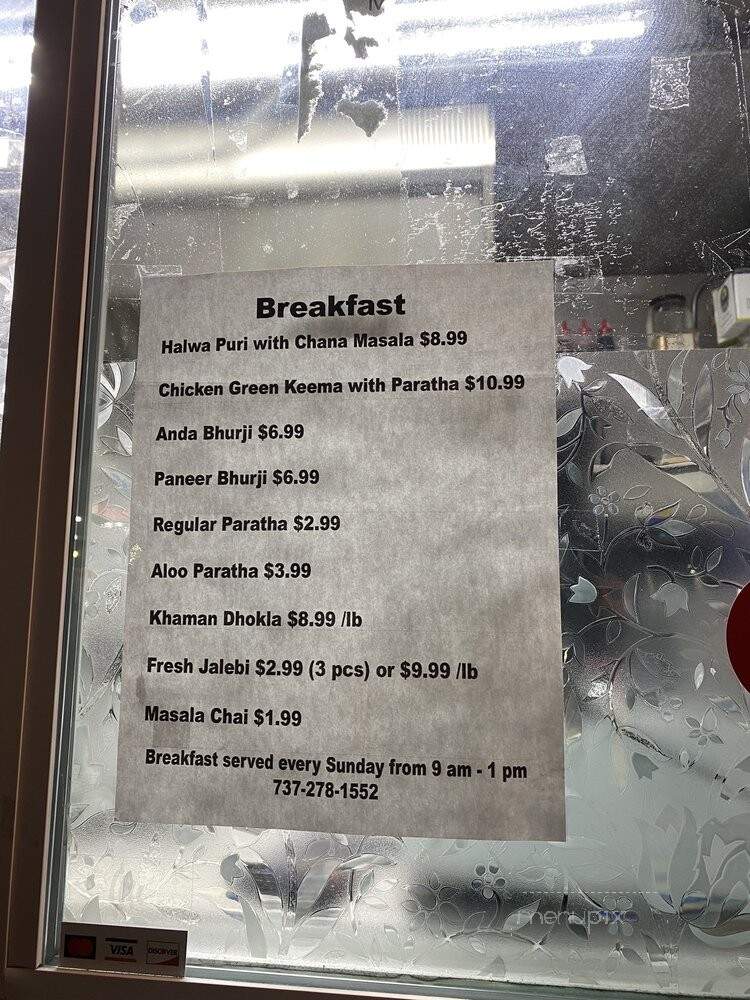 Breakfast
Halwa Puri with Chana Masala $8.99
Chicken Green Keema with Paratha $10.99
Anda Bhurji $6.99
Paneer Bhurji $6.99
Regular Paratha $2.99
Aloo Paratha $3.99
Khaman Dhokla $8.99 /lb
Fresh Jalebi $2.99 (3 pcs) or $9.99 /lb
Masala Chai $1.99
Breakfast served every Sunday from 9 am - 1 pm
737-278-1552
menupix
VISA
DISCOVER